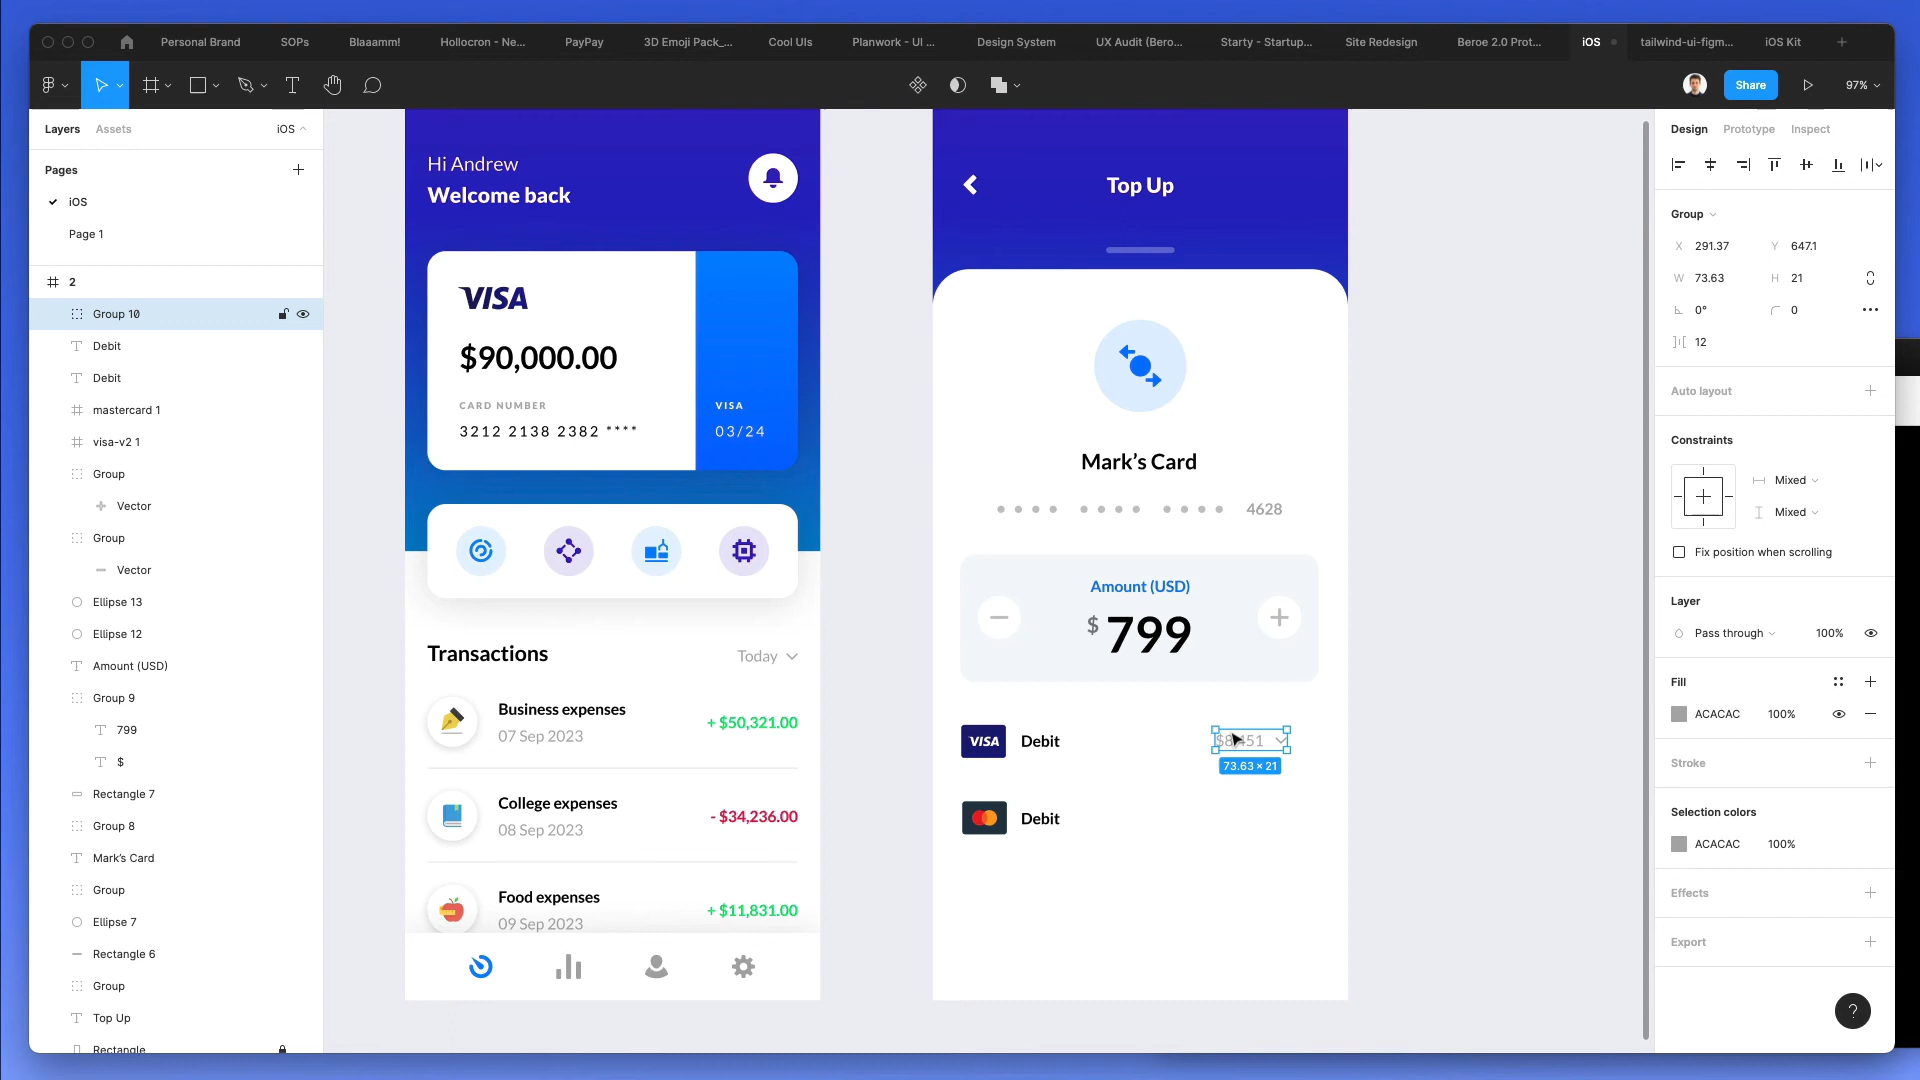 Personal Brand
SOPs
Blaaamm!
Hollocron - Ne...
PayPay
3D Emoji Pack_...
Cool UIs
Planwork - UI ...
Design System
UX Audit (Bero...
Starty - Startup...
Site Redesign
Beroe 2.0 Prot...
iOS
tailwind-ui-figm...
iOS Kit
Share
97%
Layers
Assets
iOS
Pages
iOS
Page 1
2
Group 10
Debit
Debit
mastercard 1
visa-v2 1
Group
Vector
Group
Vector
Ellipse 13
Ellipse 12
Amount (USD)
Group 9
799
$
Rectangle 7
Group 8
Mark's Card
Group
Ellipse 7
Rectangle 6
Group
Top Up
Rectangle
Hi Andrew
Welcome back
VISA
$90,000.00
CARD NUMBER
3212 2138 2382 ****
VISA
03/24
Transactions
Today
Business expenses
07 Sep 2023
+ $50,321.00
College expenses
08 Sep 2023
- $34,236.00
Food expenses
09 Sep 2023
+ $11,831.00
Top Up
Mark's Card
4628
Amount (USD)
$ 799
VISA
Debit
73.63 × 21
Debit
Design
Prototype
Inspect
Group
X 291.37
Y 647.1
W 73.63
H 21
0°
0
12
Auto layout
Constraints
Mixed
Mixed
Fix position when scrolling
Layer
Pass through
100%
Fill
ACACAC
100%
Stroke
Selection colors
ACACAC
100%
Effects
Export
?